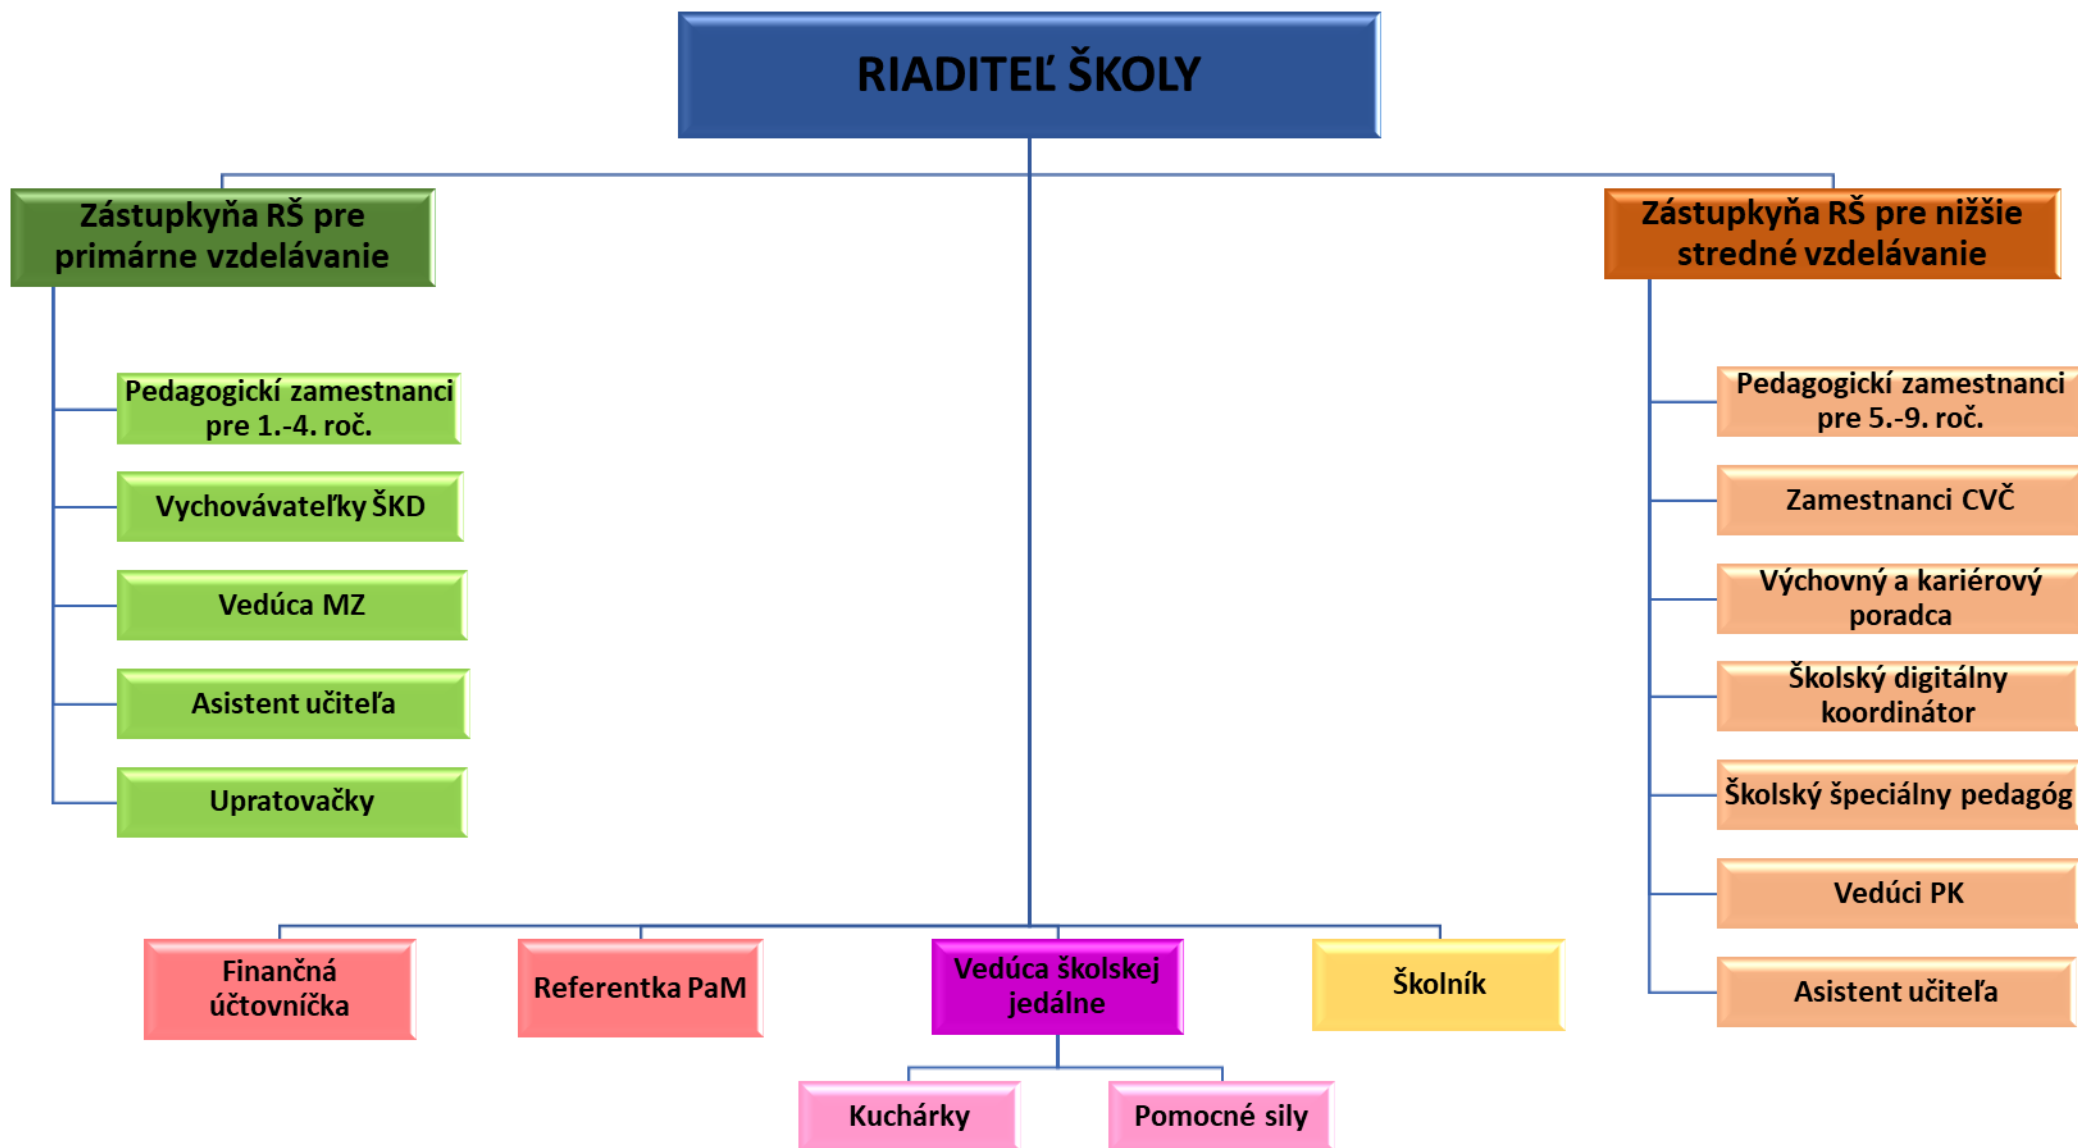 RIADITEĽ ŠKOLY
Zástupkyňa RŠ pre
primárne vzdelávanie
Zástupkyňa RŠ pre nižšie
stredné vzdelávanie
Pedagogickí zamestnanci
pre 1.-4. roč.
Vychovávateľky ŠKD
Vedúca MZ
Asistent učiteľa
Upratovačky
Pedagogickí zamestnanci
pre 5.-9. roč.
Zamestnanci CVČ
Výchovný a kariérový
poradca
Školský digitálny
koordinátor
Školský špeciálny pedagóg
Vedúci PK
Asistent učiteľa
Finančná
účtovníčka
Referentka PaM
Vedúca školskej
jedálne
Školník
Kuchárky
Pomocné sily